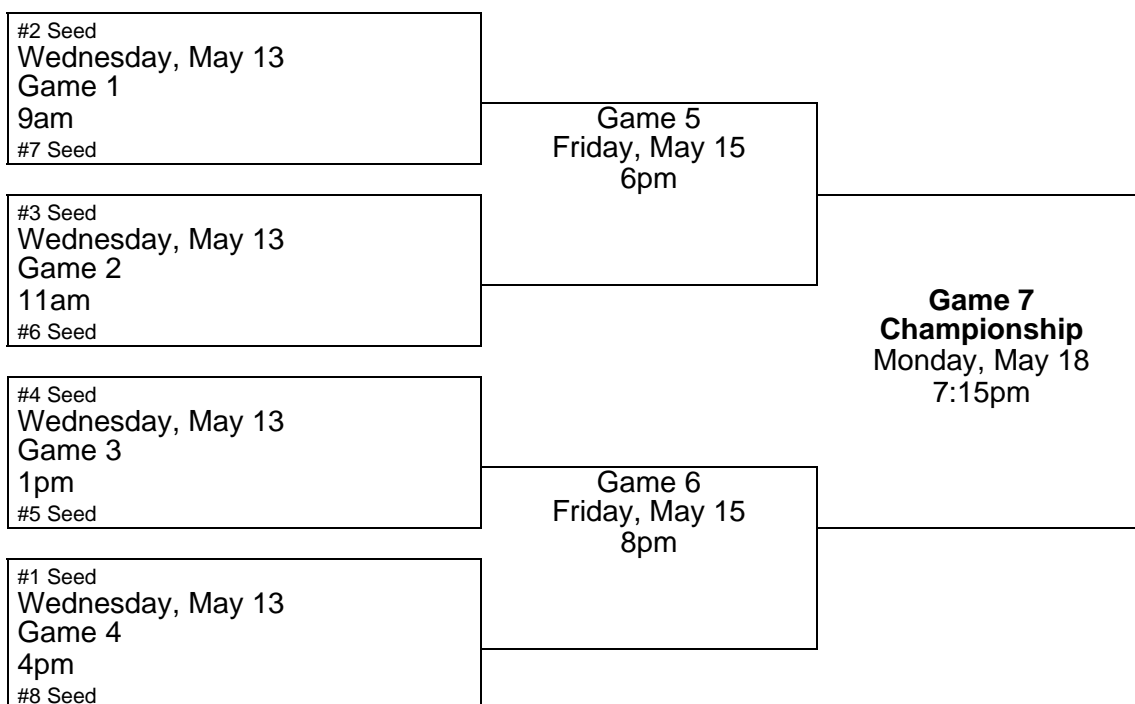 #2 Seed
Wednesday, May 13
Game 1
9am
#7 Seed
Game 5
Friday, May 15
6pm
#3 Seed
Wednesday, May 13
Game 2
11am
#6 Seed
Game 7
Championship
Monday, May 18
7:15pm
#4 Seed
Wednesday, May 13
Game 3
1pm
#5 Seed
Game 6
Friday, May 15
8pm
#1 Seed
Wednesday, May 13
Game 4
4pm
#8 Seed